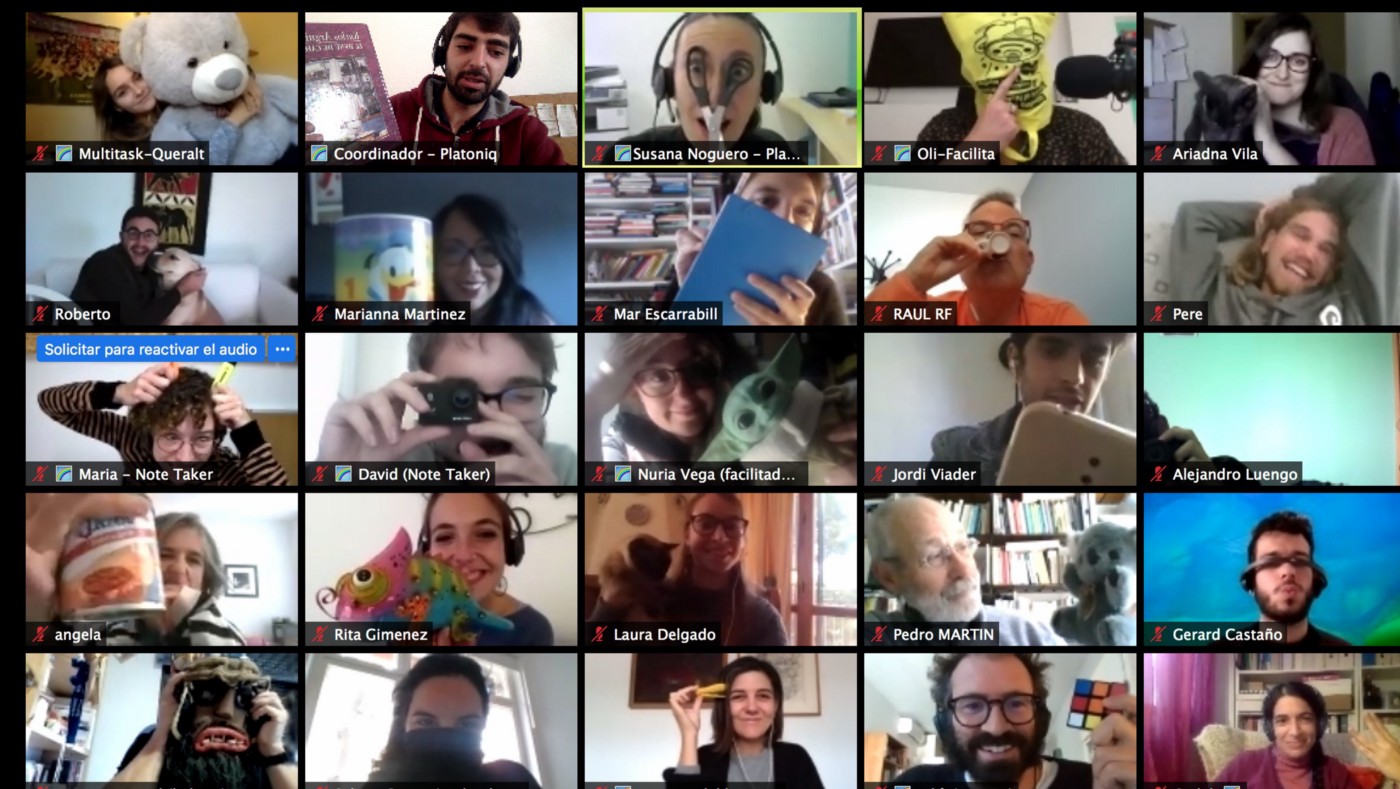 Multitask-Queralt
Coordinador - Platoniq
Susana Noguero - Pla...
Oli-Facilita
Ariadna Vila
Roberto
Marianna Martinez
Mar Escarrabill
RAUL RF
Pere
Solicitar para reactivar el audio ...
Maria - Note Taker
David (Note Taker)
Nuria Vega (facilitad...
Jordi Viader
Alejandro Luengo
angela
Rita Gimenez
Laura Delgado
Pedro MARTIN
Gerard Castaño